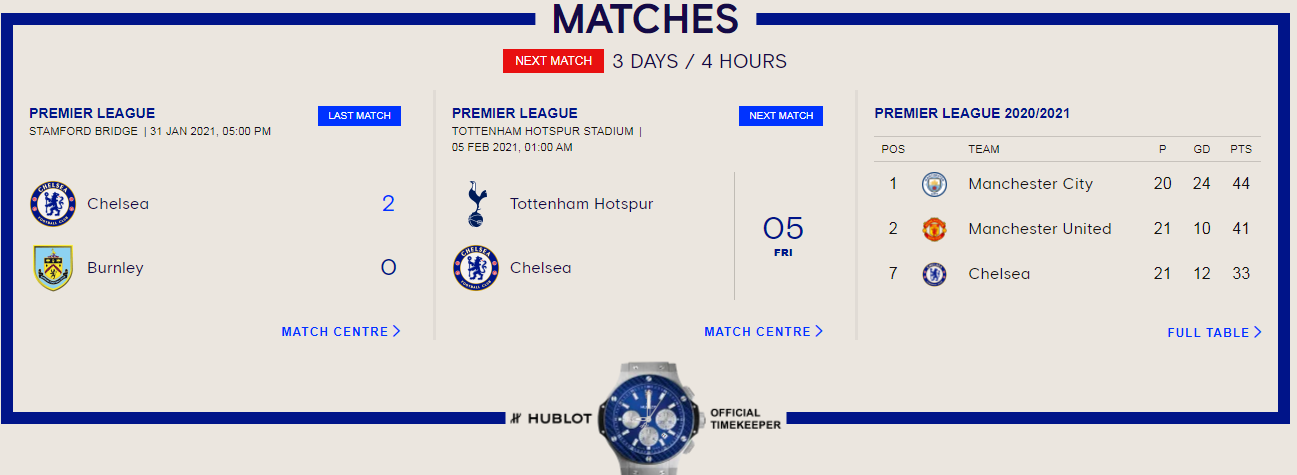 MATCHES
NEXT MATCH 3 DAYS / 4 HOURS
PREMIER LEAGUE LAST MATCH
STAMFORD BRIDGE | 31 JAN 2021, 05:00 PM
Chelsea 2
Burnley 0
MATCH CENTRE
PREMIER LEAGUE NEXT MATCH
TOTTENHAM HOTSPUR STADIUM |
05 FEB 2021, 01:00 AM
Tottenham Hotspur
Chelsea
05
FRI
MATCH CENTRE
PREMIER LEAGUE 2020/2021
POS TEAM P GD PTS
1 Manchester City 20 24 44
2 Manchester United 21 10 41
7 Chelsea 21 12 33
FULL TABLE
HUBLOT
OFFICIAL
TIMEKEEPER